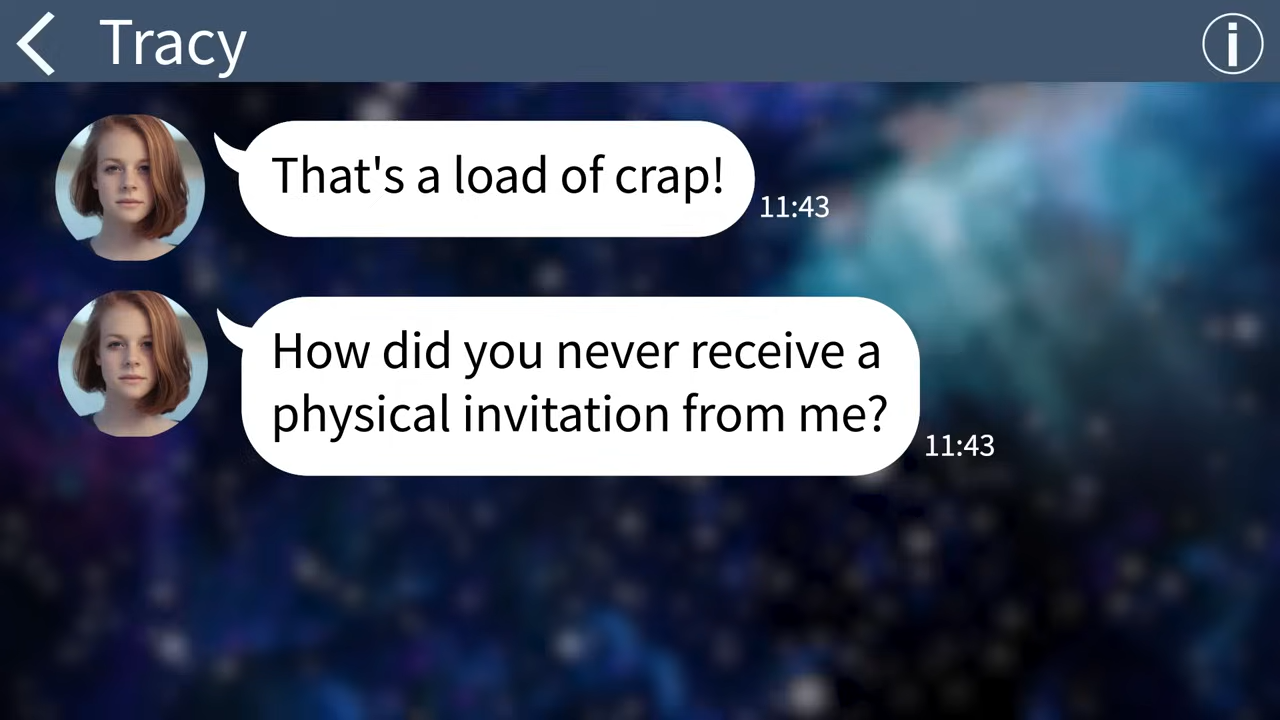 Tracy
That's a load of crap!
11:43
How did you never receive a
physical invitation from me?
11:43